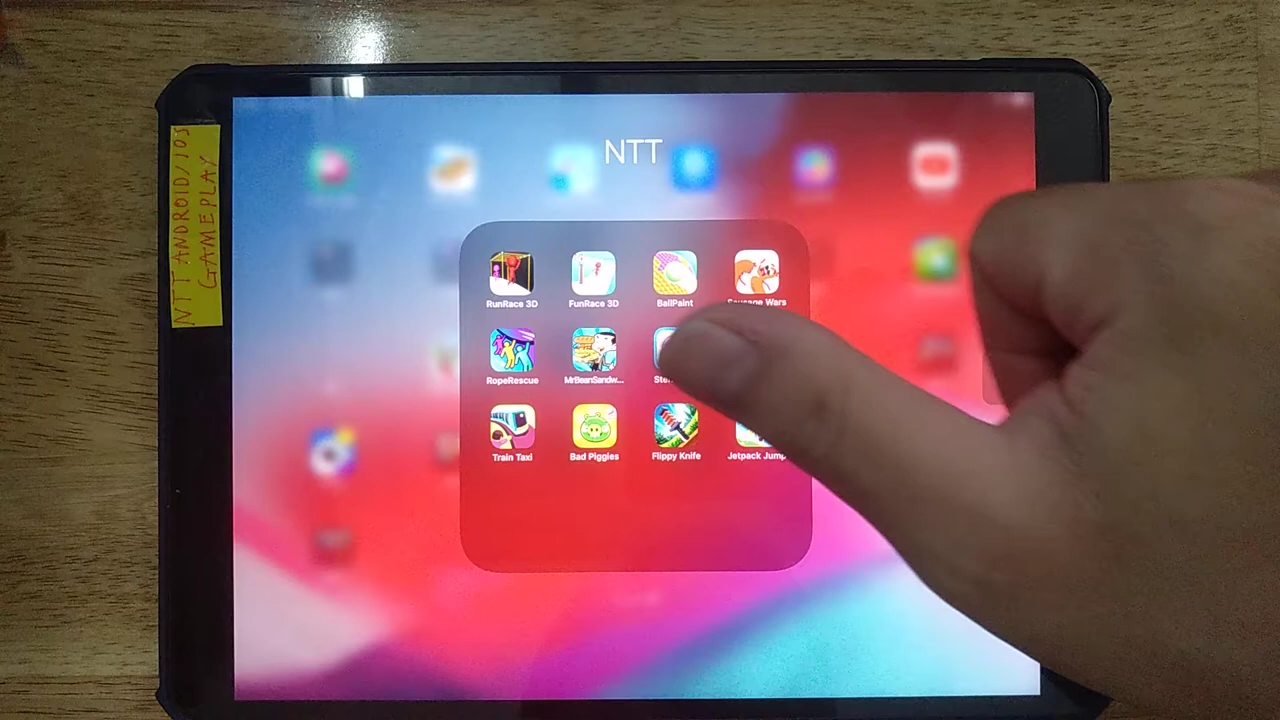 NTT ANDROID/IOS
GAMEPLAY
NTT
RunRace 3D
FunRace 3D
BallPaint
Sausage Wars
RopeRescue
MrBeanSandw...
Train Taxi
Bad Piggies
Flippy Knife
Jetpack Jump